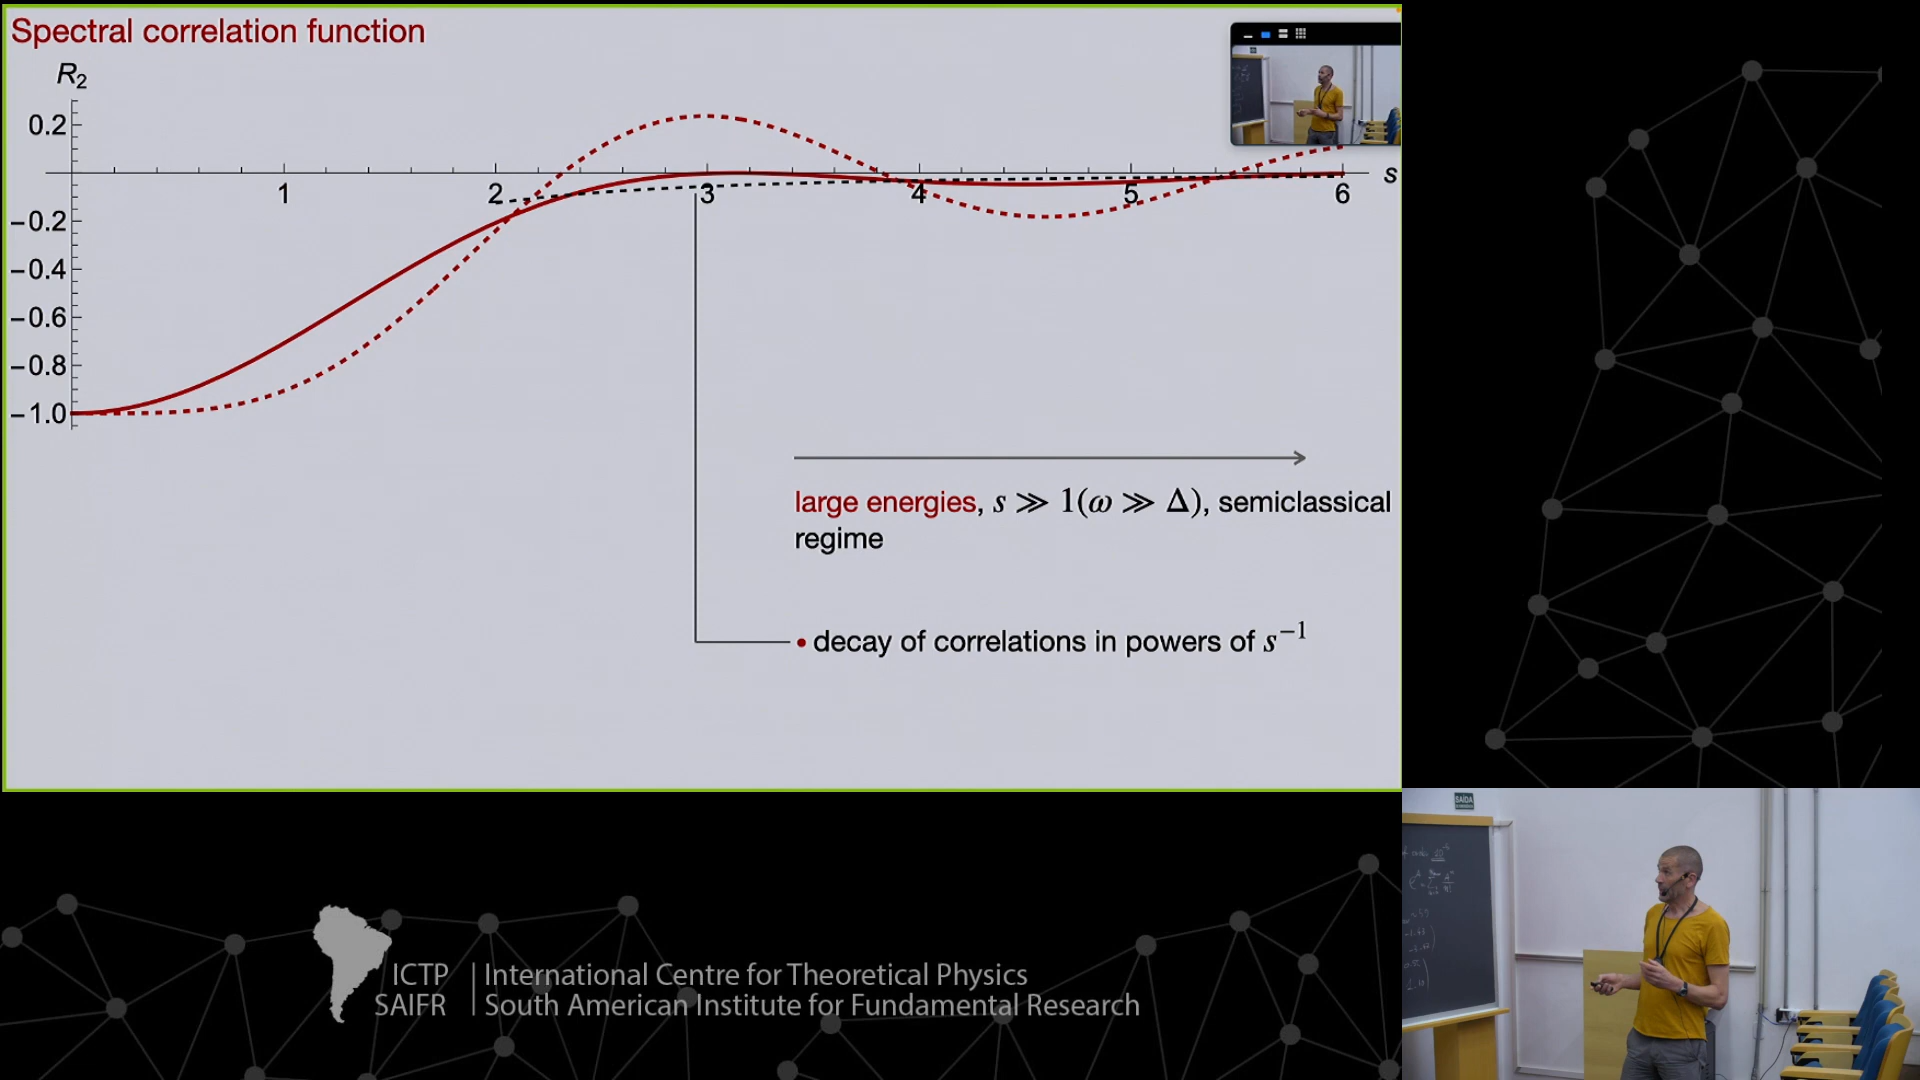 Spectral correlation function
R₂
0.2
1 2 3 4 5 6 s
−0.2
−0.4
−0.6
−0.8
−1.0
large energies, s ≫ 1(ω ≫ Δ), semiclassical
regime
• decay of correlations in powers of s⁻¹
SAÍDA
ICTP | International Centre for Theoretical Physics
SAIFR | South American Institute for Fundamental Research